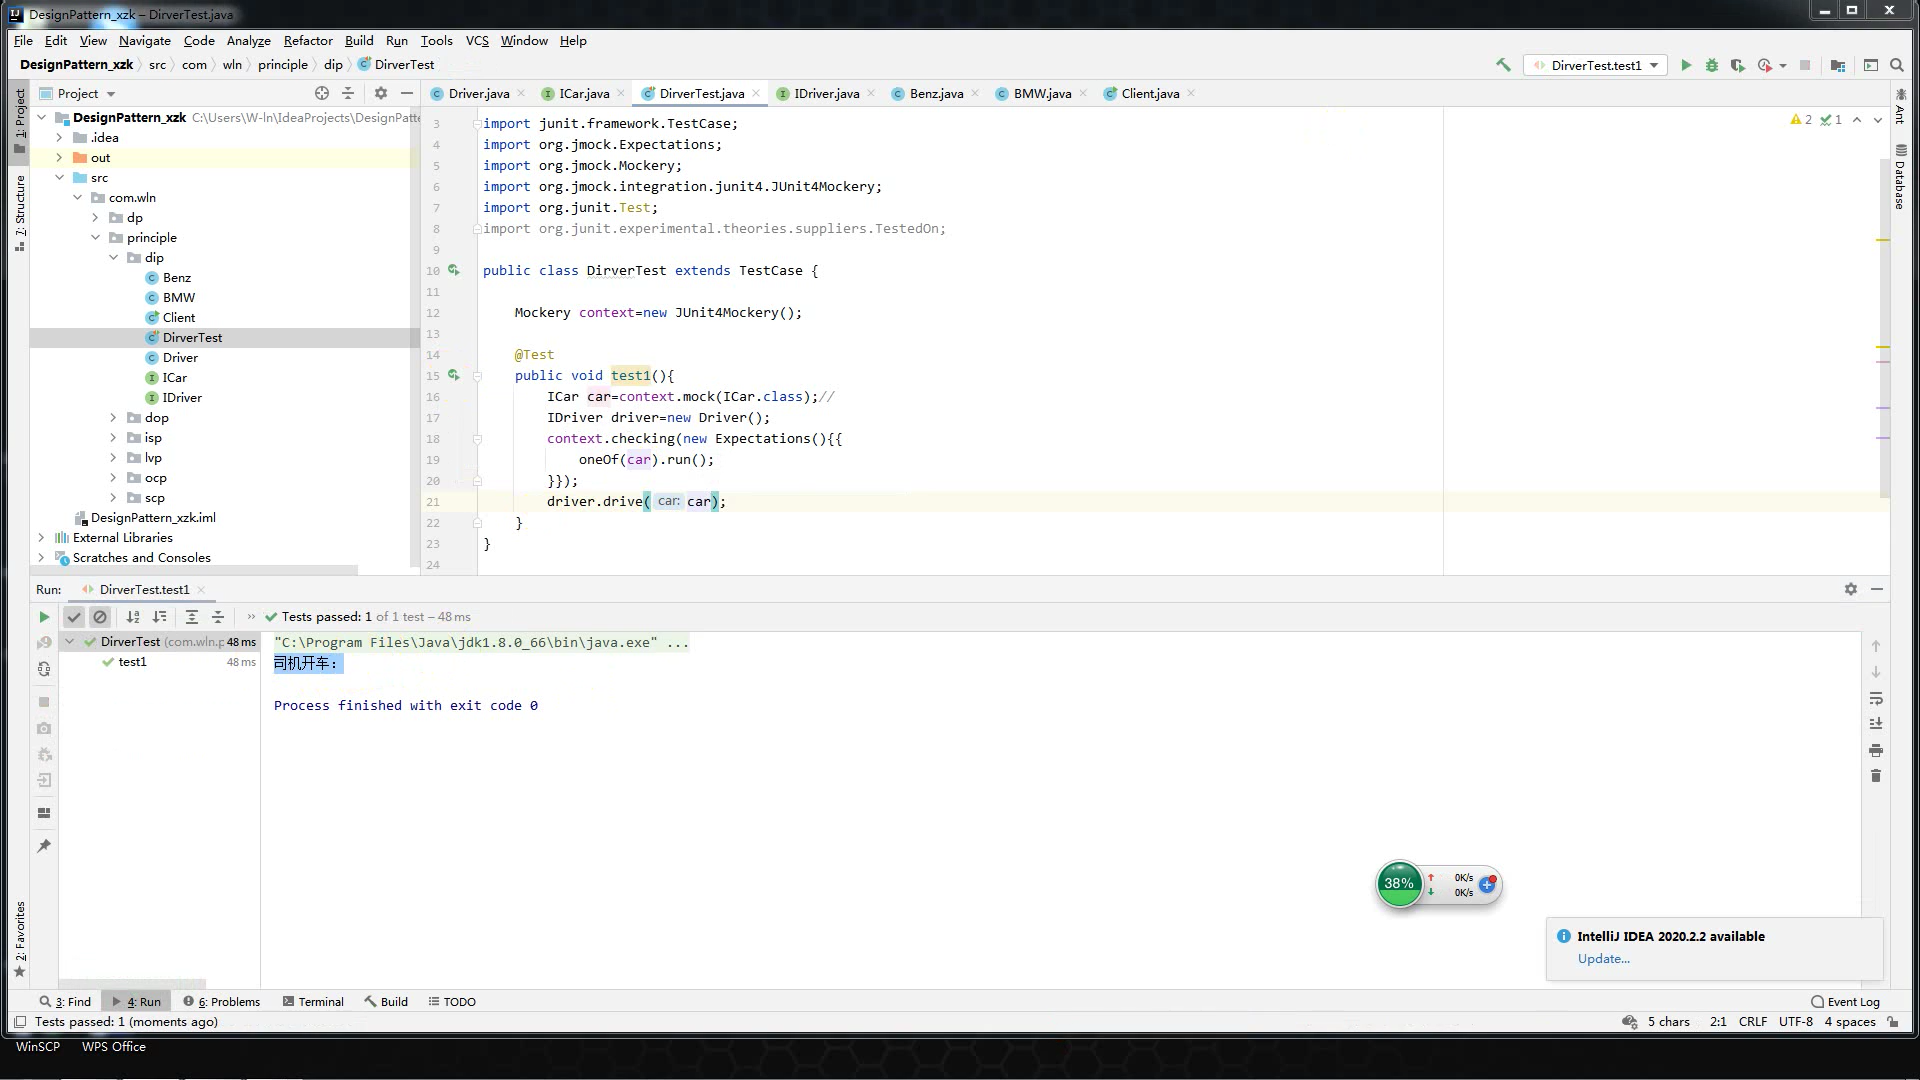 DesignPattern_xzk – DirverTest.java
File Edit View Navigate Code Analyze Refactor Build Run Tools VCS Window Help
DesignPattern_xzk src com wln principle dip DirverTest
DirverTest.test1
Project
Driver.java ICar.java DirverTest.java IDriver.java Benz.java BMW.java Client.java
1: Project
7: Structure
2: Favorites
Ant
Database
DesignPattern_xzk C:\Users\W-ln\IdeaProjects\DesignPatte
.idea
out
src
com.wln
dp
principle
dip
Benz
BMW
Client
DirverTest
Driver
ICar
IDriver
dop
isp
lvp
ocp
scp
DesignPattern_xzk.iml
External Libraries
Scratches and Consoles
2 1
3 import junit.framework.TestCase;
4 import org.jmock.Expectations;
5 import org.jmock.Mockery;
6 import org.jmock.integration.junit4.JUnit4Mockery;
7 import org.junit.Test;
8 import org.junit.experimental.theories.suppliers.TestedOn;
9
10 public class DirverTest extends TestCase {
11
12 Mockery context=new JUnit4Mockery();
13
14 @Test
15 public void test1(){
16 ICar car=context.mock(ICar.class);//
17 IDriver driver=new Driver();
18 context.checking(new Expectations(){{
19 oneOf(car).run();
20 }});
21 driver.drive( car: car);
22 }
23 }
24
Run: DirverTest.test1
Tests passed: 1 of 1 test – 48 ms
DirverTest (com.wln.p 48 ms
test1 48 ms
"C:\Program Files\Java\jdk1.8.0_66\bin\java.exe" ...
司机开车：
Process finished with exit code 0
38% 0K/s
0K/s
IntelliJ IDEA 2020.2.2 available
Update...
3: Find 4: Run 6: Problems Terminal Build TODO Event Log
Tests passed: 1 (moments ago) 5 chars 2:1 CRLF UTF-8 4 spaces
WinSCP WPS Office